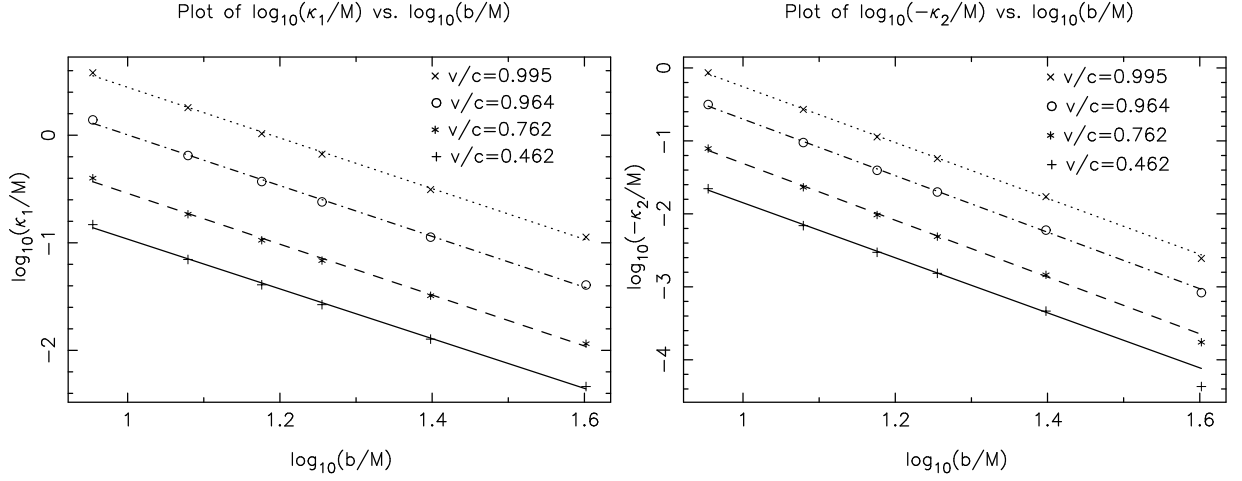 Plot of log₁₀(κ₁/M) vs. log₁₀(b/M)
v/c=0.995
v/c=0.964
v/c=0.762
v/c=0.462
0
−1
−2
log₁₀(κ₁/M)
1
1.2
1.4
1.6
log₁₀(b/M)
Plot of log₁₀(−κ₂/M) vs. log₁₀(b/M)
v/c=0.995
v/c=0.964
v/c=0.762
v/c=0.462
0
−1
−2
−3
−4
log₁₀(−κ₂/M)
1
1.2
1.4
1.6
log₁₀(b/M)